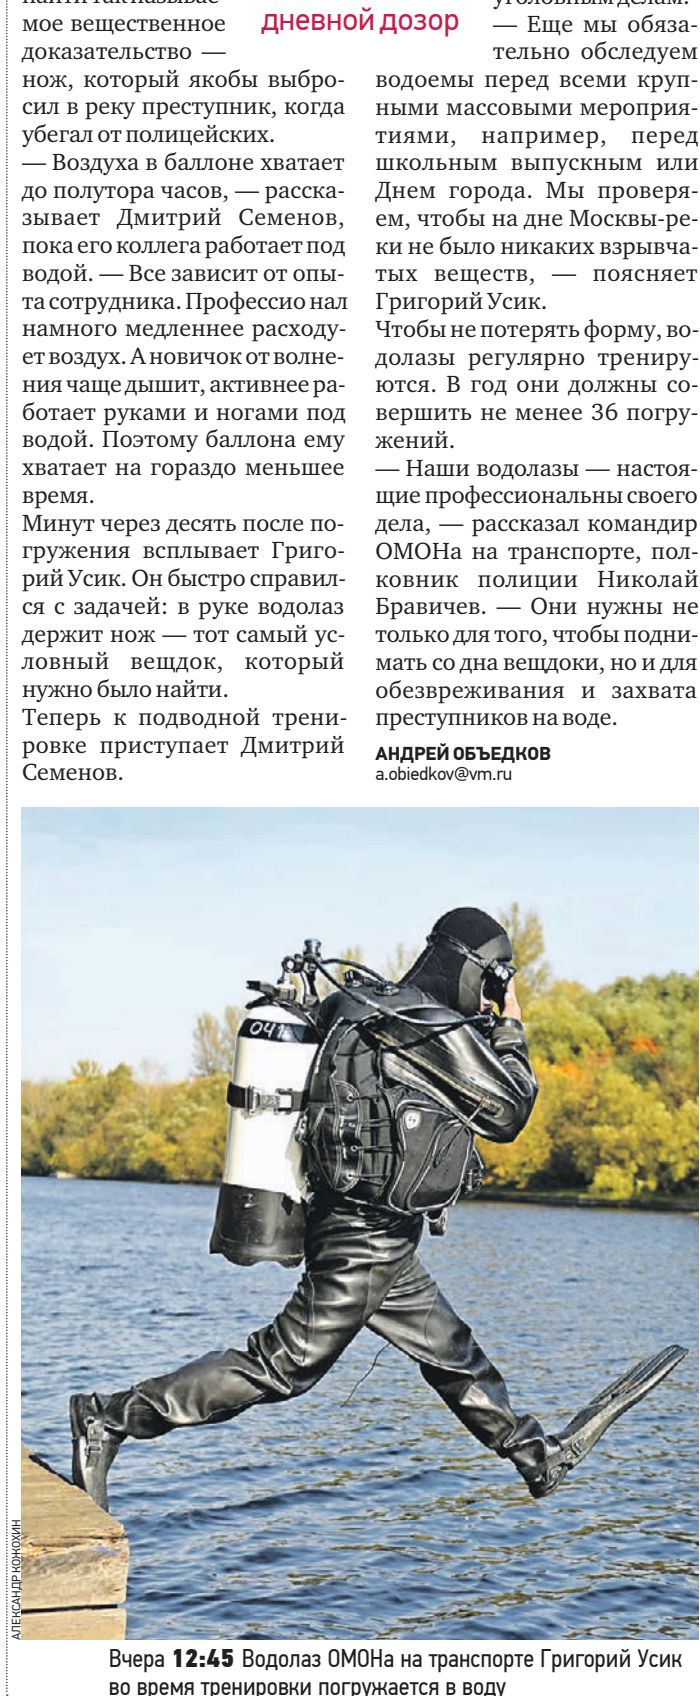 мое вещественное
доказательство —
нож, который якобы выбро-
сил в реку преступник, когда
убегал от полицейских.
— Воздуха в баллоне хватает
до полутора часов, — расска-
зывает Дмитрий Семенов,
пока его коллега работает под
водой. — Все зависит от опы-
та сотрудника. Профессио нал
намного медленнее расходу-
ет воздух. А новичок от волне-
ния чаще дышит, активнее ра-
ботает руками и ногами под
водой. Поэтому баллона ему
хватает на гораздо меньшее
время.
Минут через десять после по-
гружения всплывает Григо-
рий Усик. Он быстро справил-
ся с задачей: в руке водолаз
держит нож — тот самый ус-
ловный вещдок, который
нужно было найти.
Теперь к подводной трени-
ровке приступает Дмитрий
Семенов.
дневной дозор
уголовным делам.
— Еще мы обяза-
тельно обследуем
водоемы перед всеми круп-
ными массовыми мероприя-
тиями, например, перед
школьным выпускным или
Днем города. Мы проверя-
ем, чтобы на дне Москвы-ре-
ки не было никаких взрывча-
тых веществ, — поясняет
Григорий Усик.
Чтобы не потерять форму, во-
долазы регулярно трениру-
ются. В год они должны со-
вершить не менее 36 погру-
жений.
— Наши водолазы — настоя-
щие профессиональны своего
дела, — рассказал командир
ОМОНа на транспорте, пол-
ковник полиции Николай
Бравичев. — Они нужны не
только для того, чтобы подни-
мать со дна вещдоки, но и для
обезвреживания и захвата
преступников на воде.
АНДРЕЙ ОБЪЕДКОВ
a.obiedkov@vm.ru
041
АЛЕКСАНДР КОЖОХИН
Вчера 12:45 Водолаз ОМОНа на транспорте Григорий Усик
во время тренировки погружается в воду